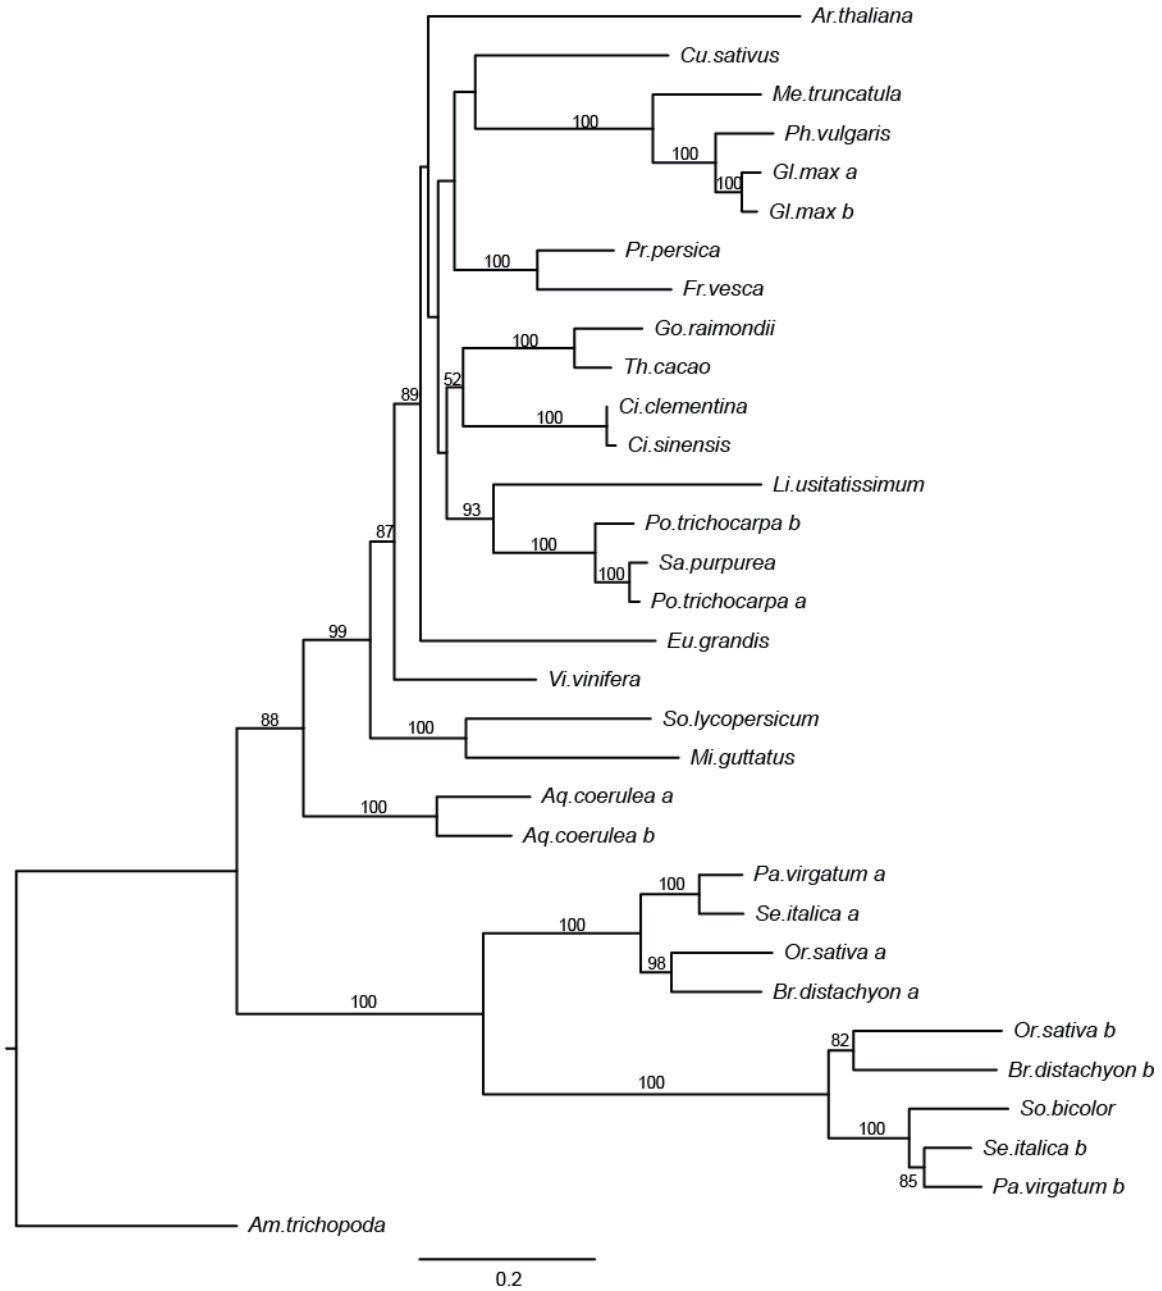 Ar.thaliana
Cu.sativus
Me.truncatula
100
Ph.vulgaris
100
Gl.max a
100
Gl.max b
Pr.persica
100
Fr.vesca
Go.raimondii
100
Th.cacao
52
89
Ci.clementina
100
Ci.sinensis
Li.usitatissimum
93
Po.trichocarpa b
87
100
Sa.purpurea
100
Po.trichocarpa a
99
Eu.grandis
Vi.vinifera
88
So.lycopersicum
100
Mi.guttatus
Aq.coerulea a
100
Aq.coerulea b
Pa.virgatum a
100
Se.italica a
100
Or.sativa a
98
Br.distachyon a
100
Or.sativa b
82
Br.distachyon b
100
So.bicolor
100
Se.italica b
85
Pa.virgatum b
Am.trichopoda
0.2